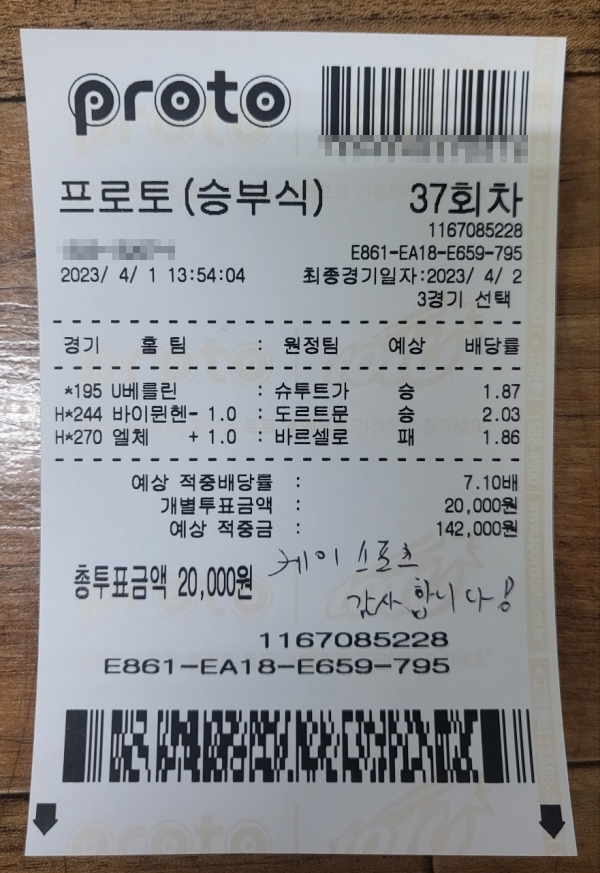 proto
프로토(승부식) 37회차
1167085228
E861-EA18-E659-795
2023/ 4/ 1 13:54:04 최종경기일자:2023/ 4/ 2
3경기 선택
경기 홈 팀 : 원정팀 예상 배당률
*195 U베를린 : 슈투트가 승 1.87
H*244 바이뮌헨- 1.0 : 도르트문 승 2.03
H*270 엘체 + 1.0 : 바르셀로 패 1.86
예상 적중배당률 : 7.10배
개별투표금액 : 20,000원
예상 적중금 : 142,000원
케이 스포츠
총투표금액 20,000원
감사 합니다!
1167085228
E861-EA18-E659-795